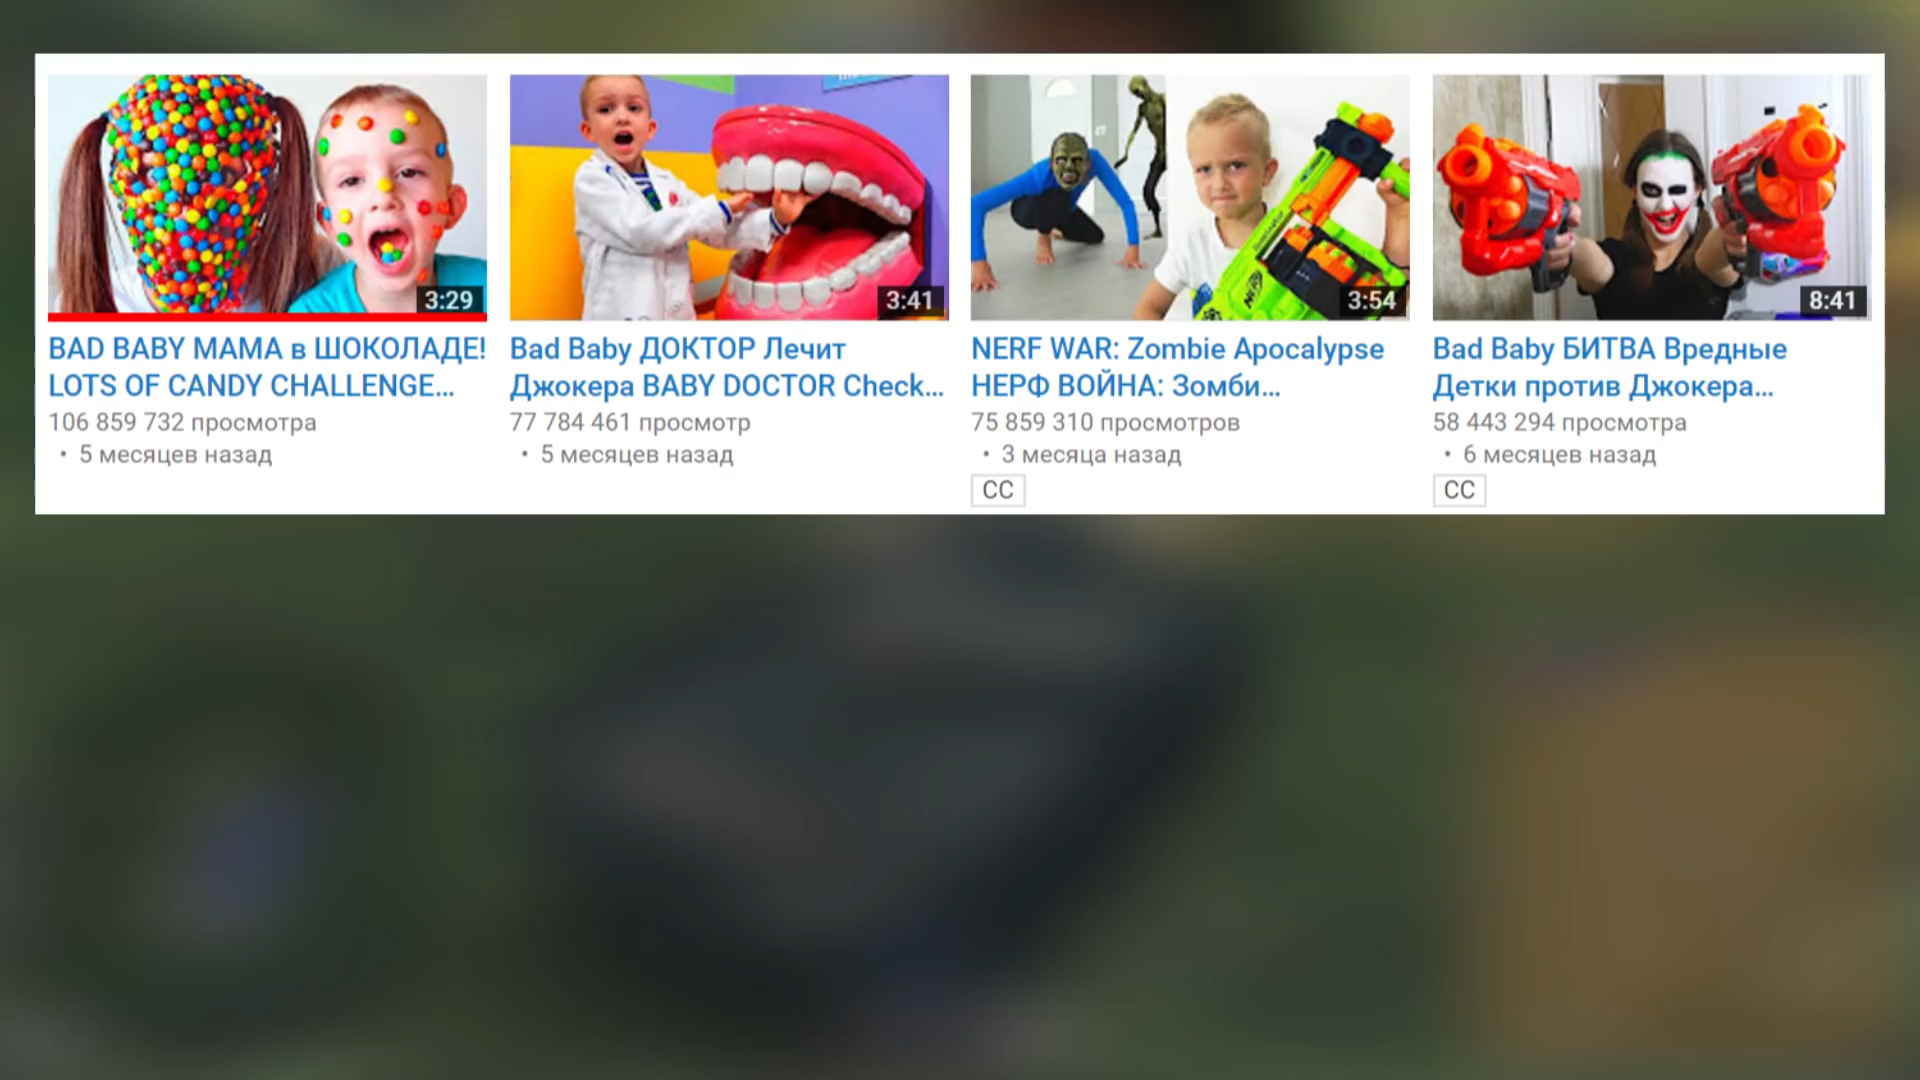 3:29
3:41
3:54
8:41
BAD BABY MAMA в ШОКОЛАДЕ!
LOTS OF CANDY CHALLENGE...
106 859 732 просмотра
• 5 месяцев назад
Bad Baby ДОКТОР Лечит
Джокера BABY DOCTOR Check...
77 784 461 просмотр
• 5 месяцев назад
NERF WAR: Zombie Apocalypse
НЕРФ ВОЙНА: Зомби...
75 859 310 просмотров
• 3 месяца назад
CC
Bad Baby БИТВА Вредные
Детки против Джокера...
58 443 294 просмотра
• 6 месяцев назад
CC